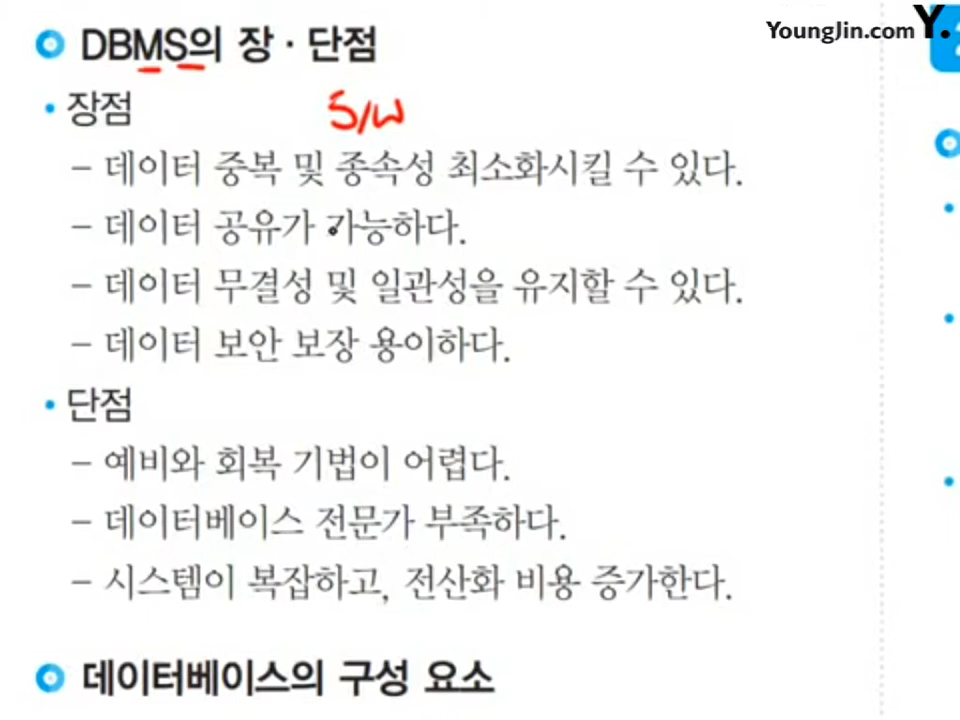 YoungJin.com Y.
DBMS의 장 · 단점
• 장점
S/W
– 데이터 중복 및 종속성 최소화시킬 수 있다.
– 데이터 공유가 가능하다.
– 데이터 무결성 및 일관성을 유지할 수 있다.
– 데이터 보안 보장 용이하다.
• 단점
– 예비와 회복 기법이 어렵다.
– 데이터베이스 전문가 부족하다.
– 시스템이 복잡하고, 전산화 비용 증가한다.
데이터베이스의 구성 요소